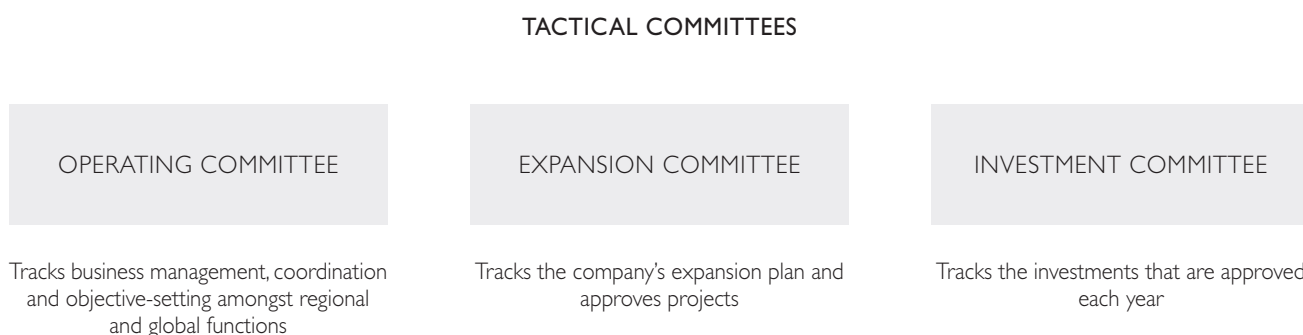 TACTICAL COMMITTEES
OPERATING COMMITTEE
Tracks business management, coordination
and objective-setting amongst regional
and global functions
EXPANSION COMMITTEE
Tracks the company’s expansion plan and
approves projects
INVESTMENT COMMITTEE
Tracks the investments that are approved
each year